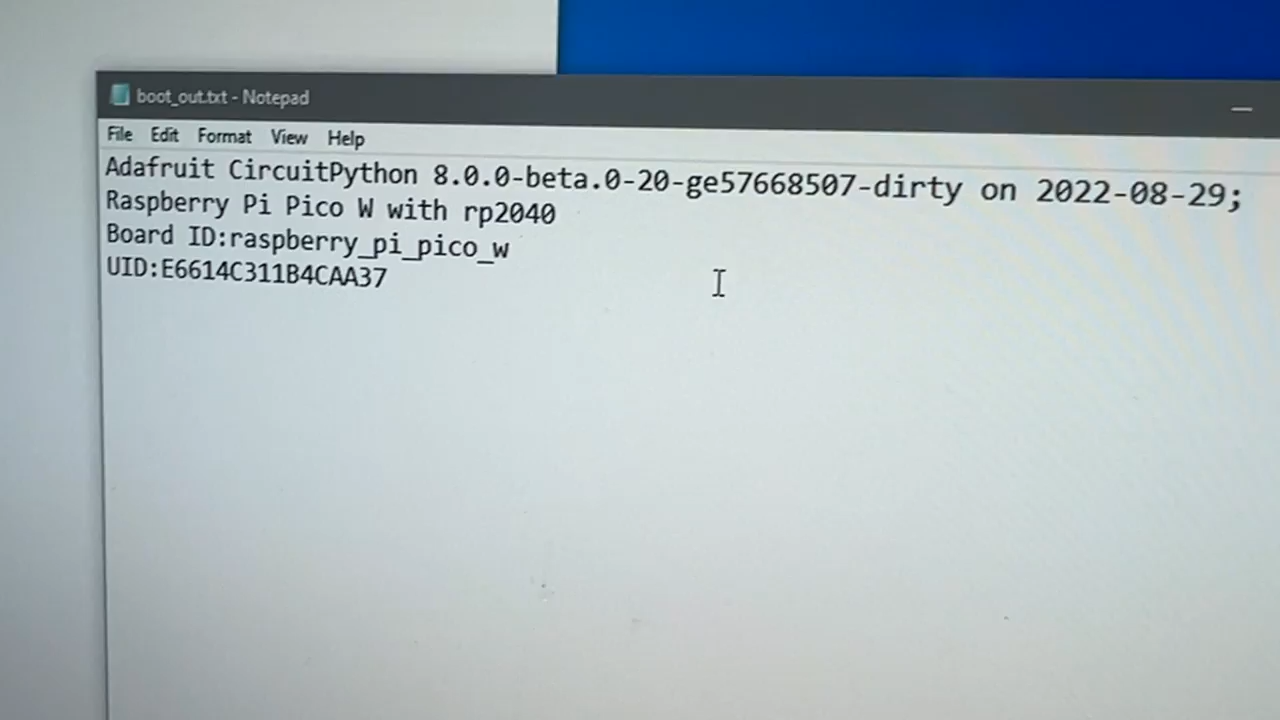 boot_out.txt - Notepad
File Edit Format View Help
Adafruit CircuitPython 8.0.0-beta.0-20-ge57668507-dirty on 2022-08-29;
Raspberry Pi Pico W with rp2040
Board ID:raspberry_pi_pico_w
UID:E6614C311B4CAA37